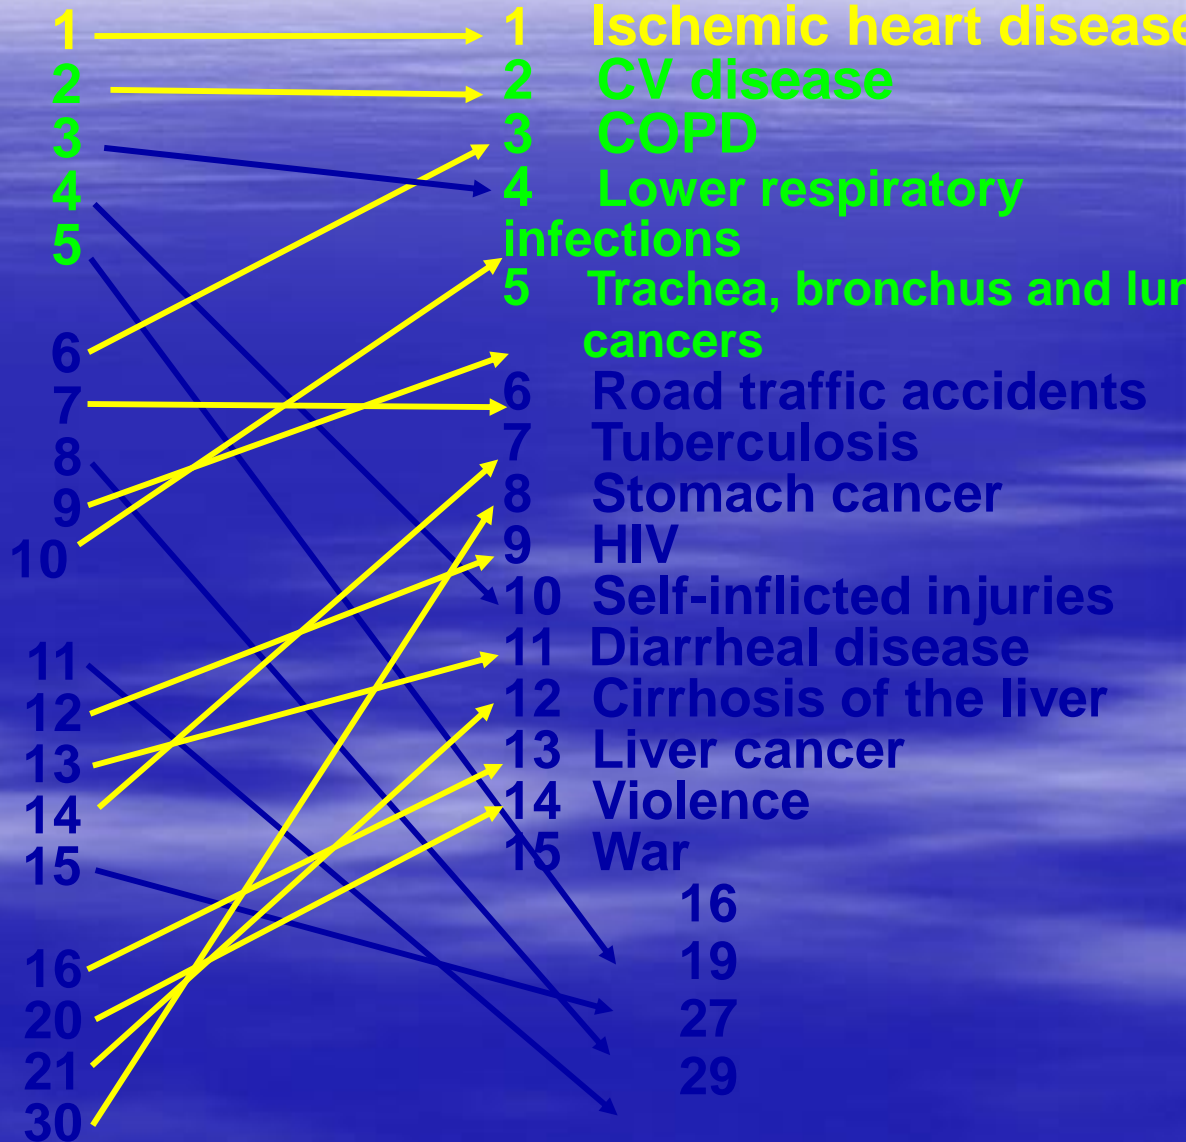 1
2
3
4
5
6
7
8
9
10
11
12
13
14
15
16
20
21
30
1 Ischemic heart disease
2 CV disease
3 COPD
4 Lower respiratory
infections
5 Trachea, bronchus and lun
cancers
6 Road traffic accidents
7 Tuberculosis
8 Stomach cancer
9 HIV
10 Self-inflicted injuries
11 Diarrheal disease
12 Cirrhosis of the liver
13 Liver cancer
14 Violence
15 War
16
19
27
29